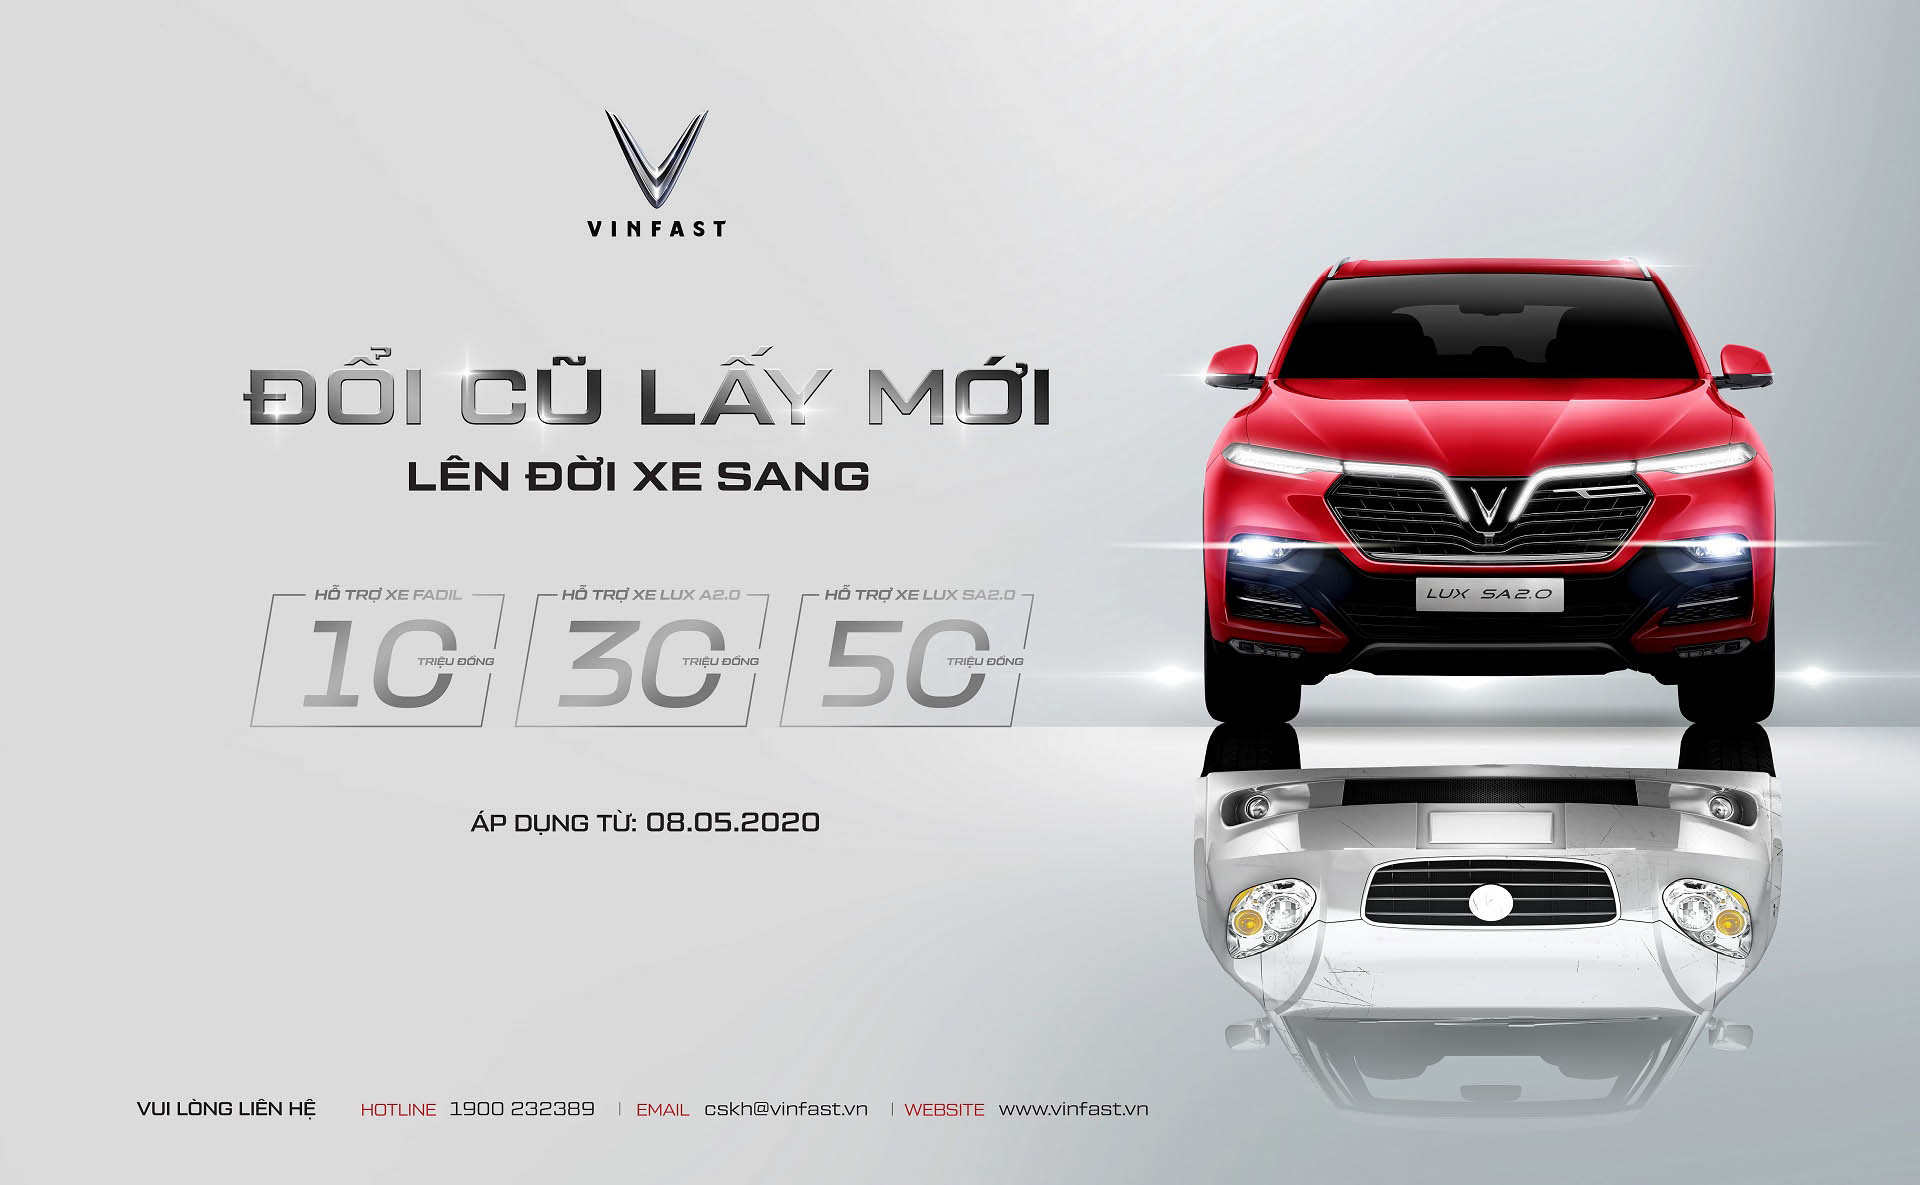 VINFAST
ĐỔI CŨ LẤY MỚI
LÊN ĐỜI XE SANG
HỖ TRỢ XE FADIL
10 TRIỆU ĐỒNG
HỖ TRỢ XE LUX A2.0
30 TRIỆU ĐỒNG
HỖ TRỢ XE LUX SA2.0
50 TRIỆU ĐỒNG
LUX SA2.0
ÁP DỤNG TỪ: 08.05.2020
VUI LÒNG LIÊN HỆ HOTLINE 1900 232389 | EMAIL cskh@vinfast.vn | WEBSITE www.vinfast.vn